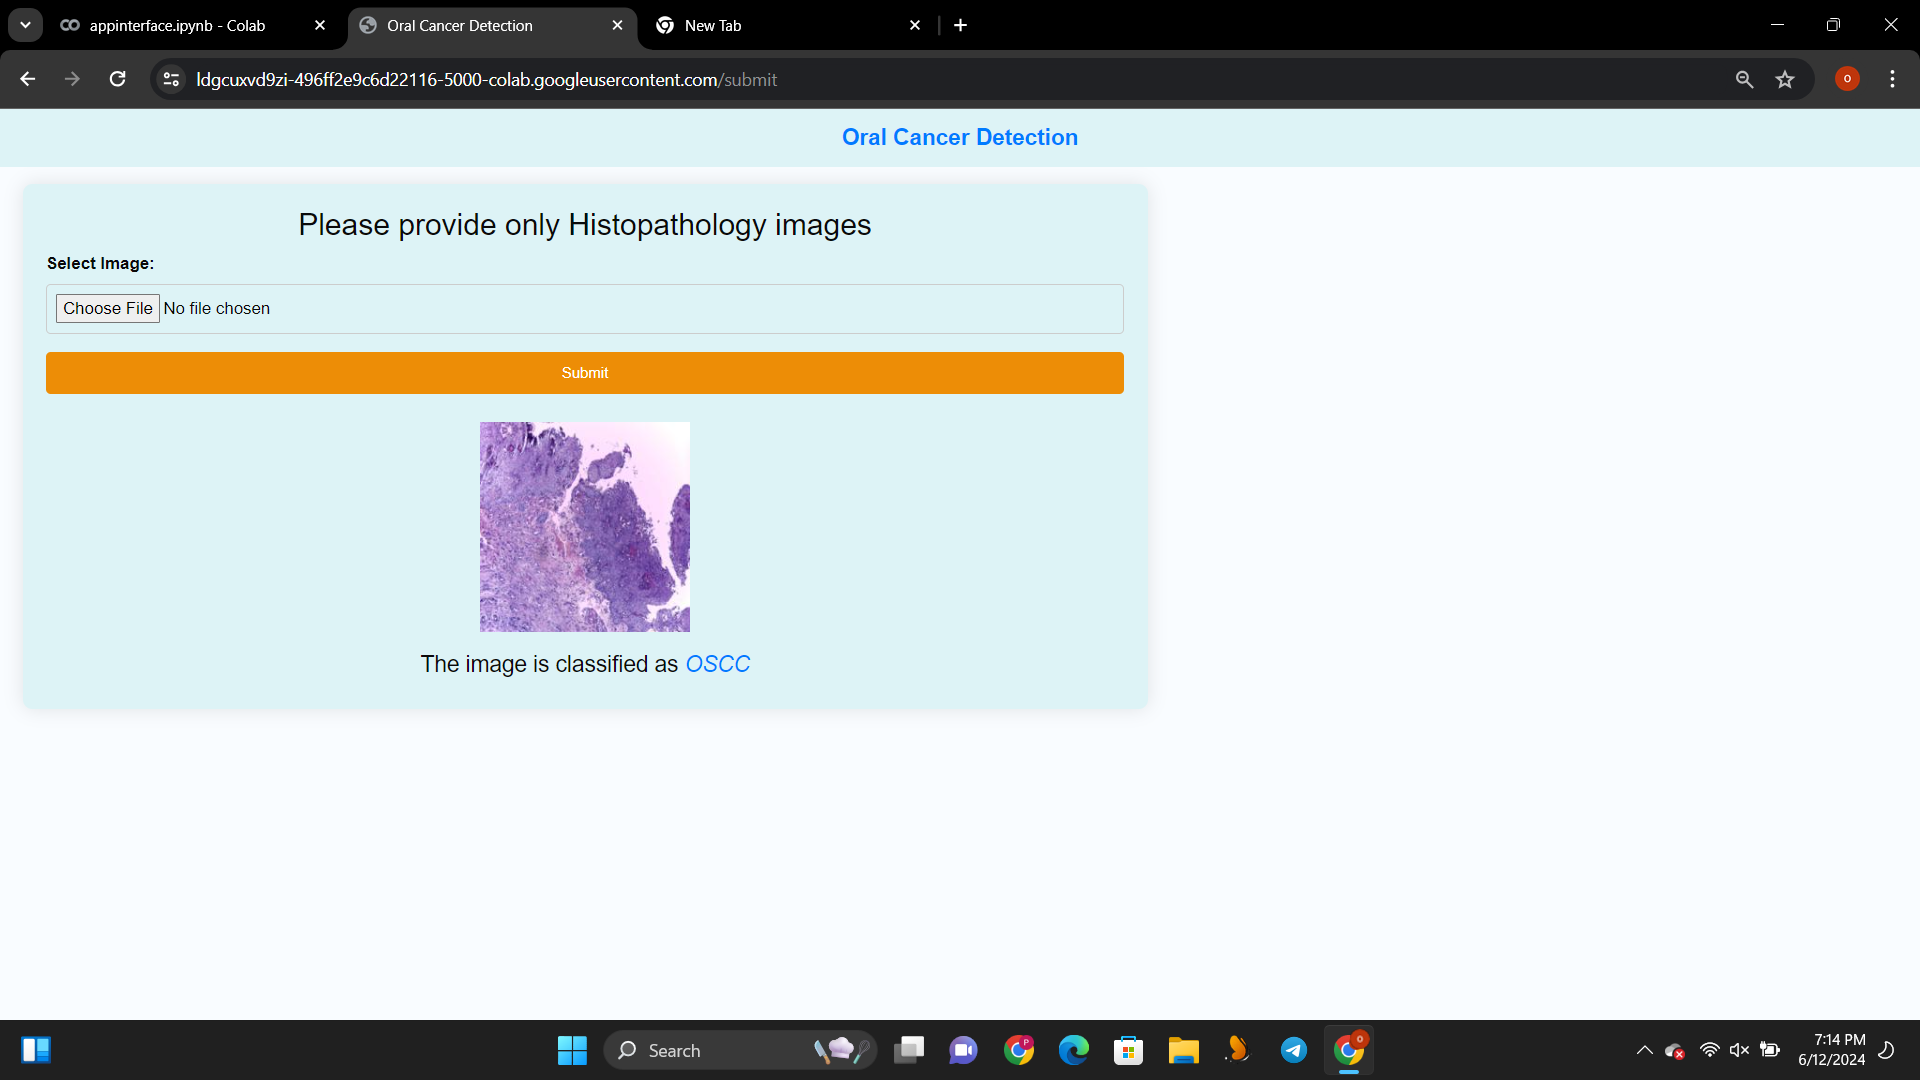 appinterface.ipynb - Colab
Oral Cancer Detection
New Tab
ldgcuxvd9zi-496ff2e9c6d22116-5000-colab.googleusercontent.com/submit
O
Oral Cancer Detection
Please provide only Histopathology images
Select Image:
Choose File No file chosen
Submit
The image is classified as OSCC
Search
P
O
7:14 PM
6/12/2024